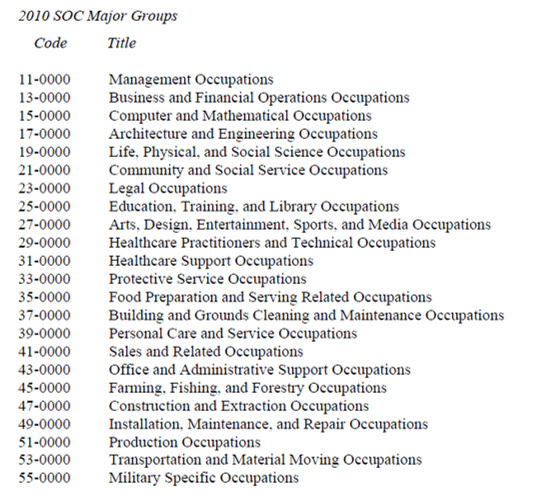 2010 SOC Major Groups
Code Title
11-0000 Management Occupations
13-0000 Business and Financial Operations Occupations
15-0000 Computer and Mathematical Occupations
17-0000 Architecture and Engineering Occupations
19-0000 Life, Physical, and Social Science Occupations
21-0000 Community and Social Service Occupations
23-0000 Legal Occupations
25-0000 Education, Training, and Library Occupations
27-0000 Arts, Design, Entertainment, Sports, and Media Occupations
29-0000 Healthcare Practitioners and Technical Occupations
31-0000 Healthcare Support Occupations
33-0000 Protective Service Occupations
35-0000 Food Preparation and Serving Related Occupations
37-0000 Building and Grounds Cleaning and Maintenance Occupations
39-0000 Personal Care and Service Occupations
41-0000 Sales and Related Occupations
43-0000 Office and Administrative Support Occupations
45-0000 Farming, Fishing, and Forestry Occupations
47-0000 Construction and Extraction Occupations
49-0000 Installation, Maintenance, and Repair Occupations
51-0000 Production Occupations
53-0000 Transportation and Material Moving Occupations
55-0000 Military Specific Occupations